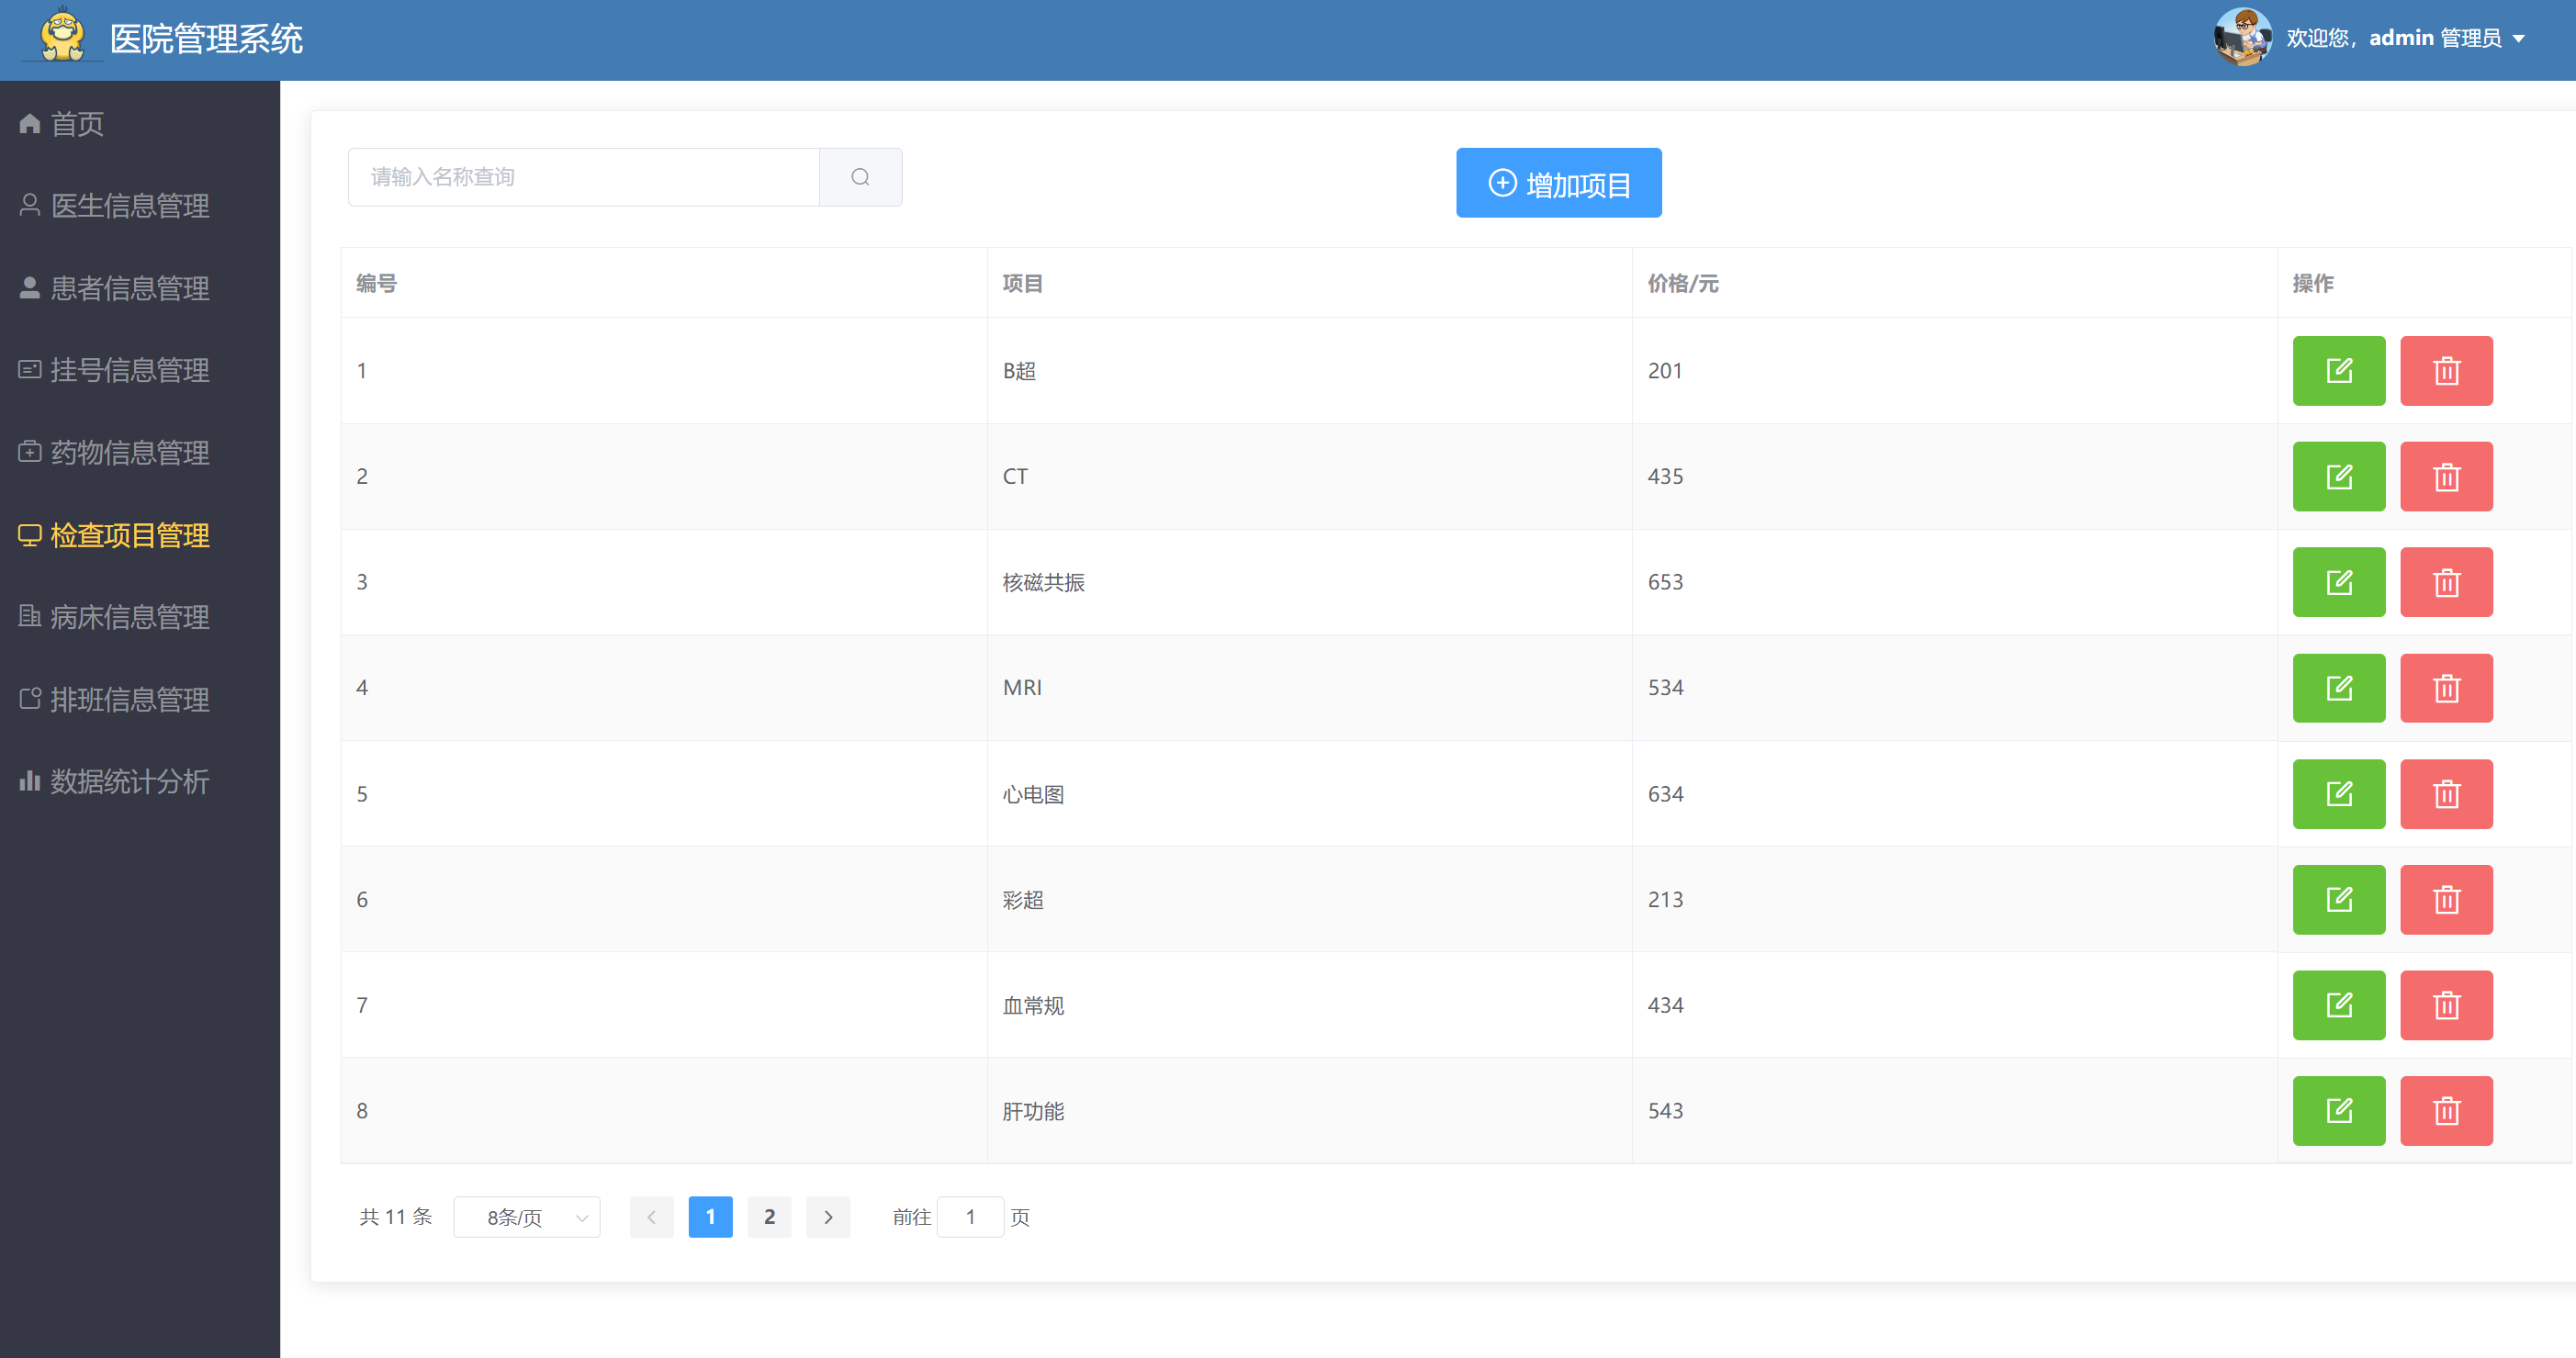 医院管理系统
欢迎您，admin 管理员
首页
医生信息管理
患者信息管理
挂号信息管理
药物信息管理
检查项目管理
病床信息管理
排班信息管理
数据统计分析
请输入名称查询
增加项目
编号 项目 价格/元 操作
1 B超 201
2 CT 435
3 核磁共振 653
4 MRI 534
5 心电图 634
6 彩超 213
7 血常规 434
8 肝功能 543
共 11 条 8条/页 1 2 前往 1 页